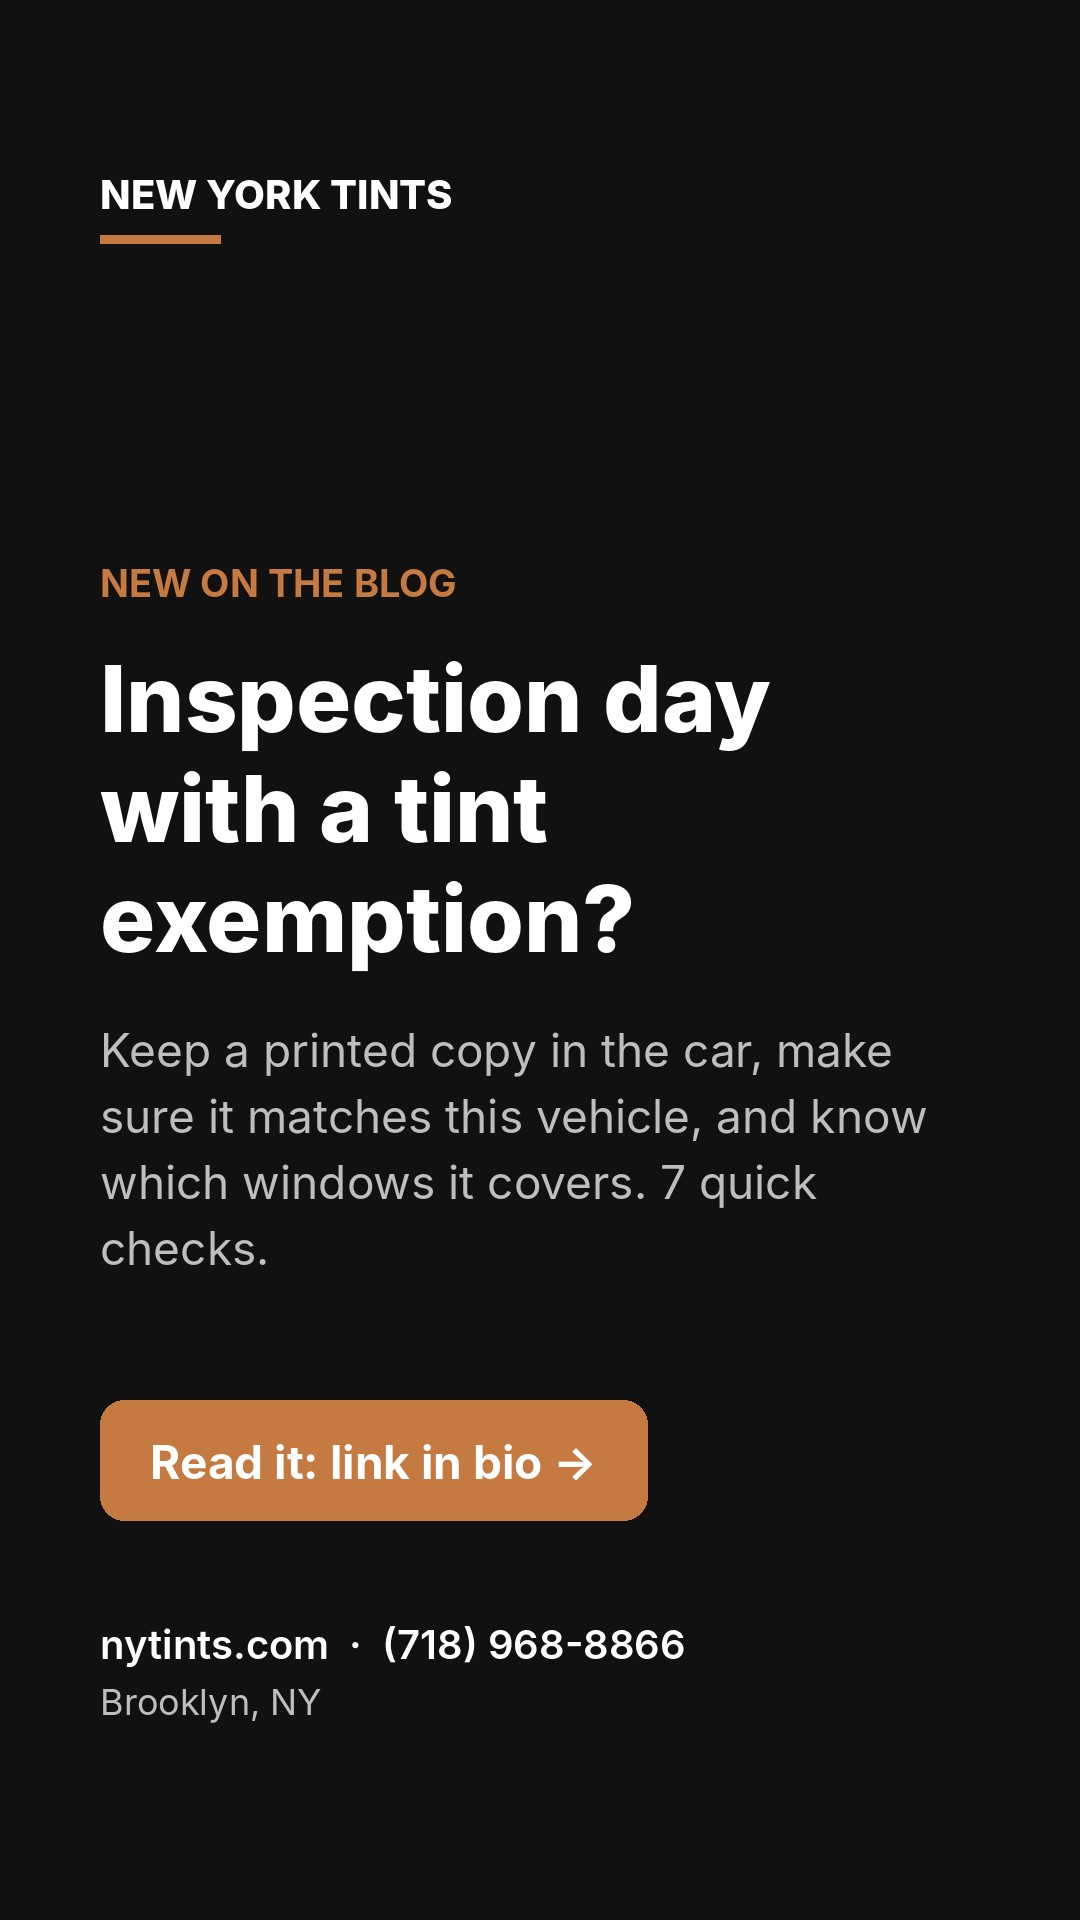 NEW YORK TINTS
NEW ON THE BLOG
Inspection day
with a tint
exemption?
Keep a printed copy in the car, make
sure it matches this vehicle, and know
which windows it covers. 7 quick
checks.
Read it: link in bio →
nytints.com · (718) 968-8866
Brooklyn, NY